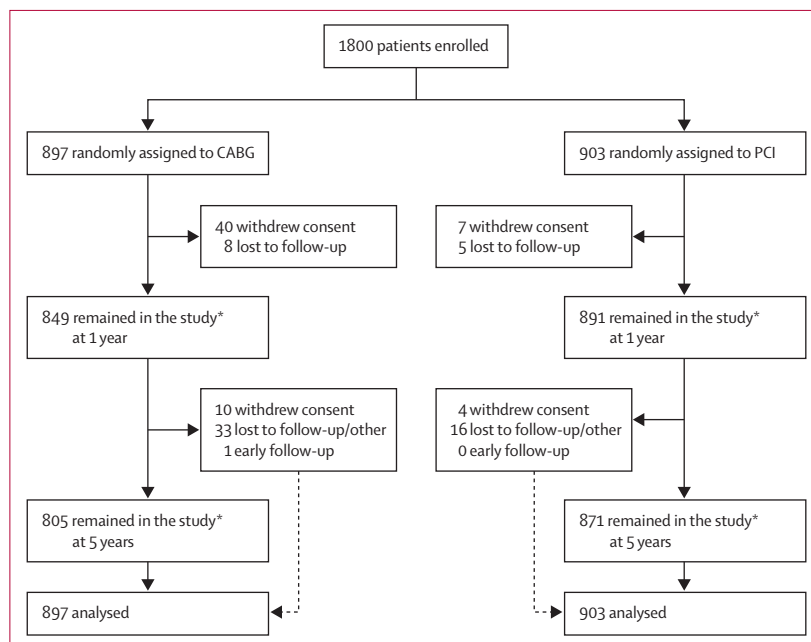 1800 patients enrolled
897 randomly assigned to CABG
903 randomly assigned to PCI
40 withdrew consent
8 lost to follow-up
7 withdrew consent
5 lost to follow-up
849 remained in the study*
at 1 year
891 remained in the study*
at 1 year
10 withdrew consent
33 lost to follow-up/other
1 early follow-up
4 withdrew consent
16 lost to follow-up/other
0 early follow-up
805 remained in the study*
at 5 years
871 remained in the study*
at 5 years
897 analysed
903 analysed